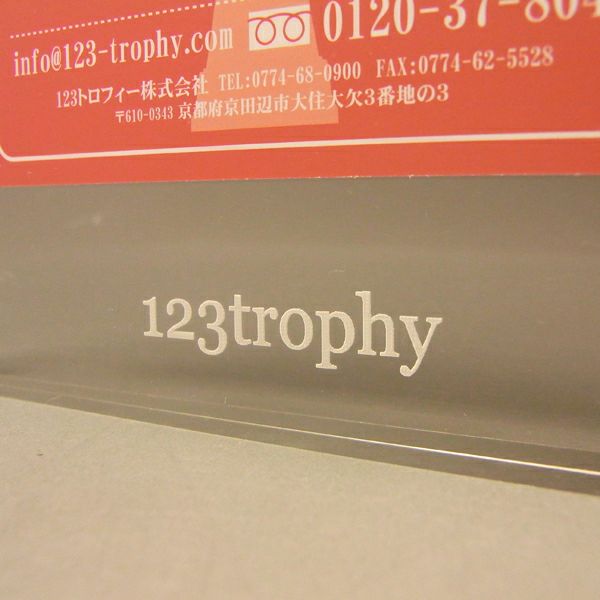 info@123-trophy.com 0120-37-804
123トロフィー株式会社 TEL:0774-68-0900 FAX:0774-62-5528
〒610-0343 京都府京田辺市大住大欠3番地の3
123trophy